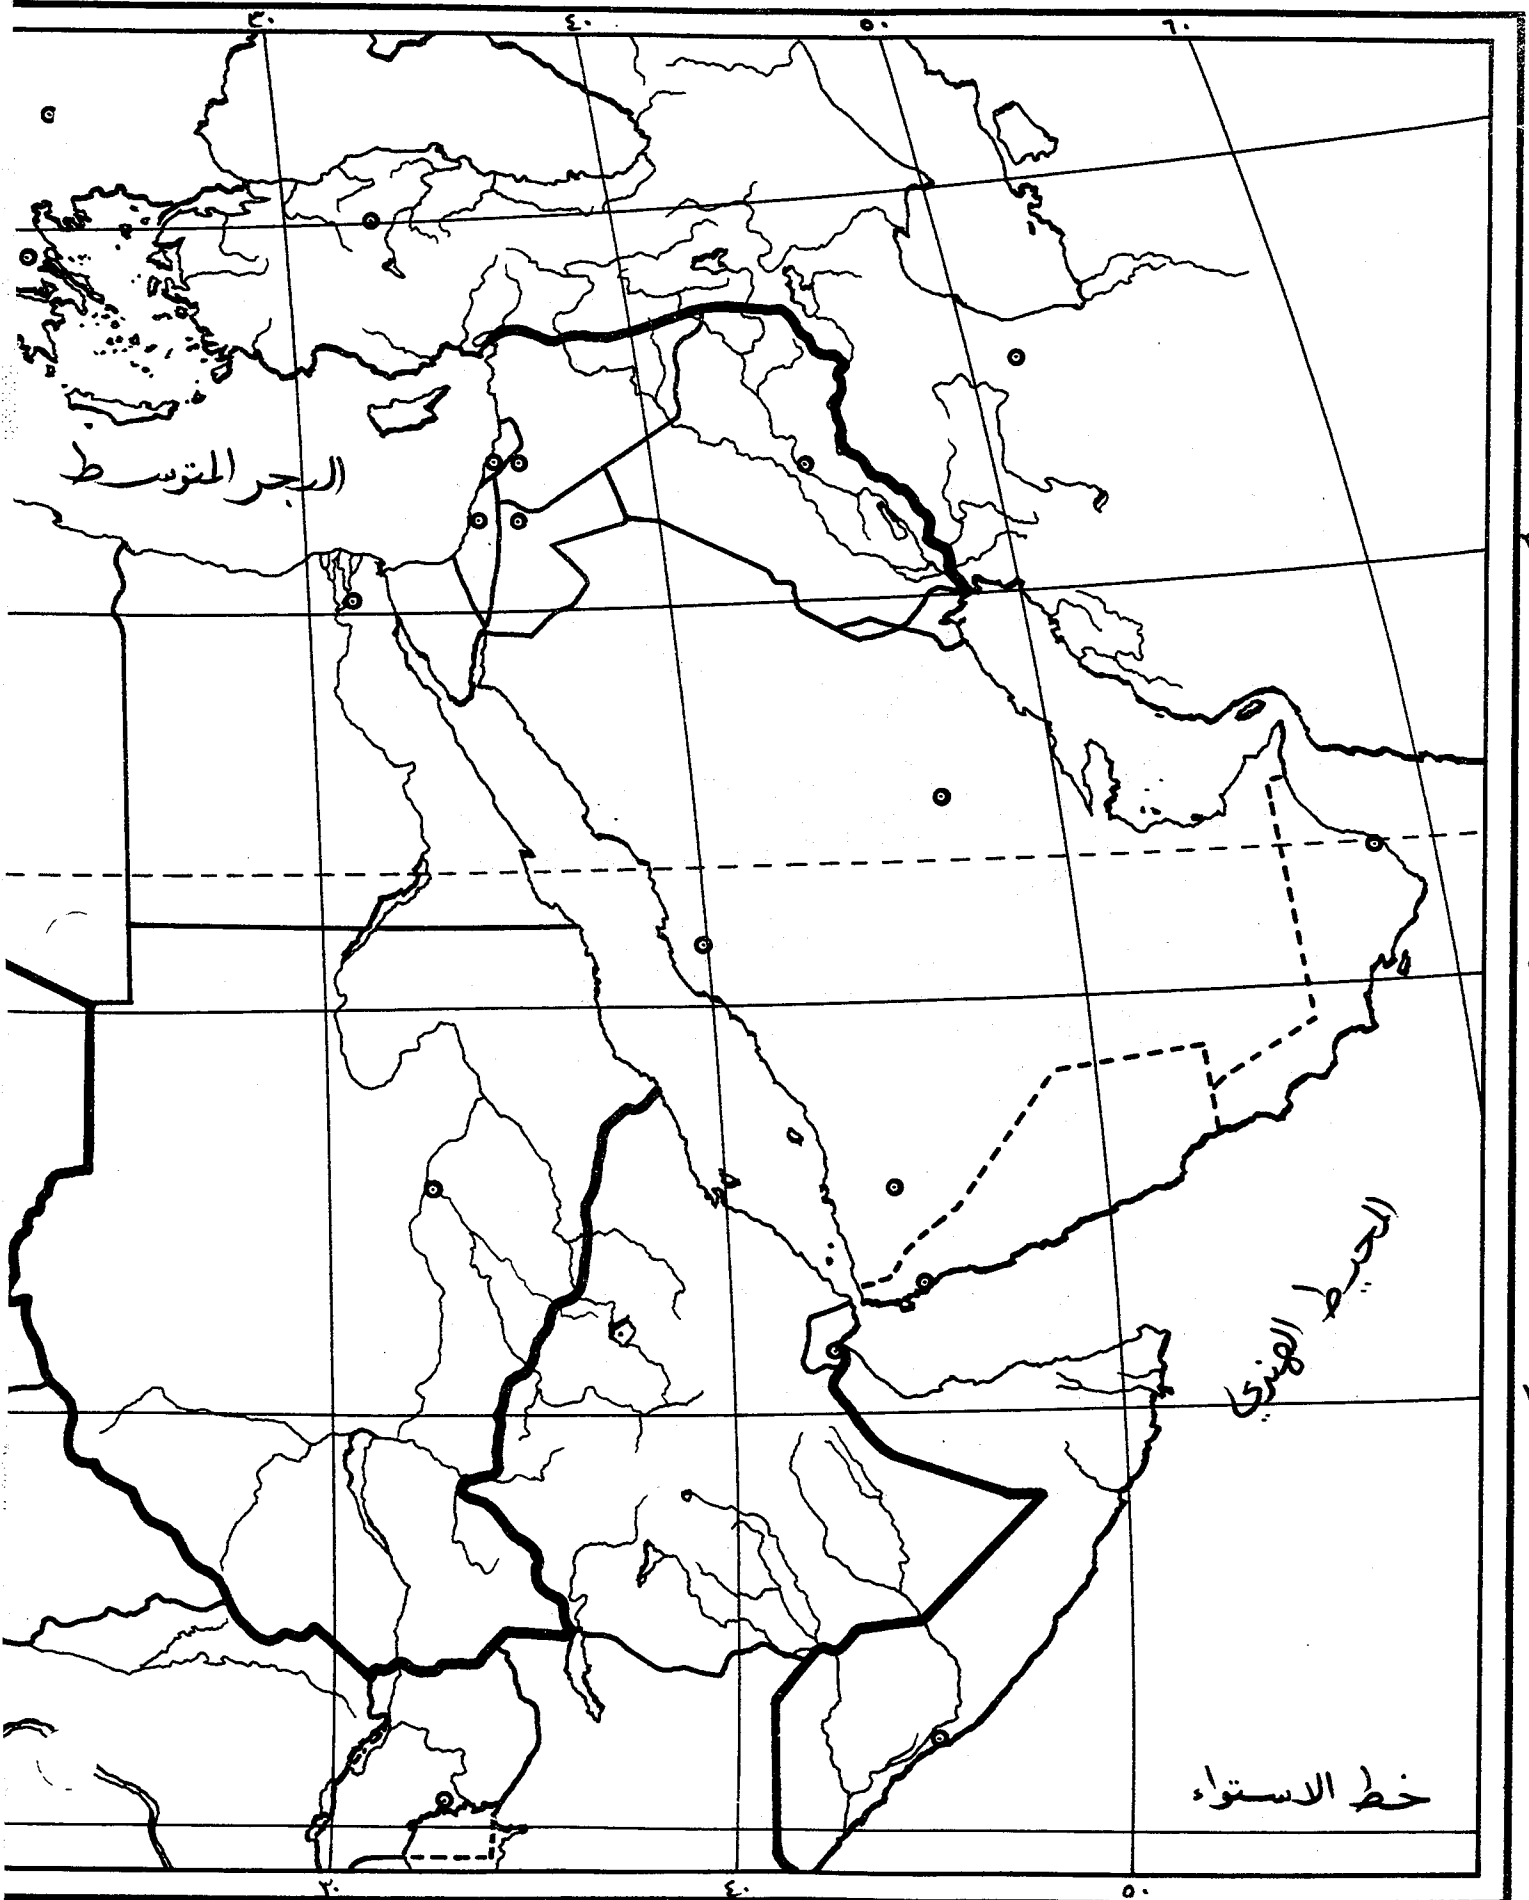 ٣٠ ٤٠ ٥٠ ٦٠
البحر المتوسط
المحيط
الهندي
خط الاستواء
٣٠ ٤٠ ٥٠